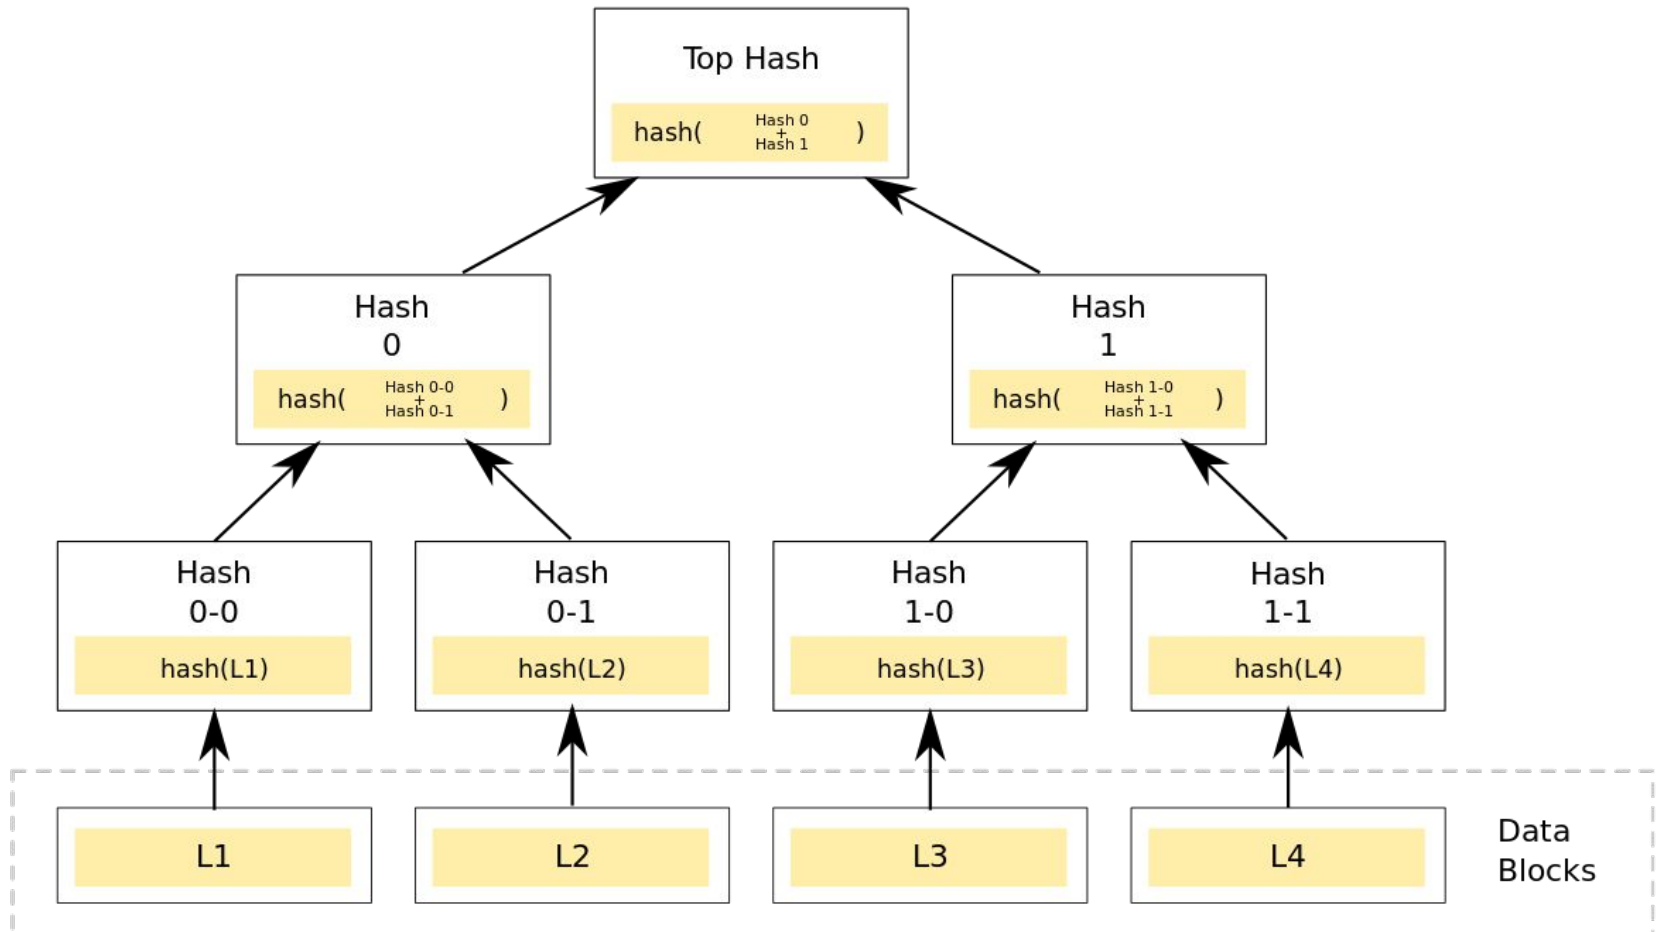 Top Hash
hash( Hash 0 + Hash 1 )
Hash
0
hash( Hash 0-0 + Hash 0-1 )
Hash
1
hash( Hash 1-0 + Hash 1-1 )
Hash
0-0
hash(L1)
Hash
0-1
hash(L2)
Hash
1-0
hash(L3)
Hash
1-1
hash(L4)
L1
L2
L3
L4
Data
Blocks